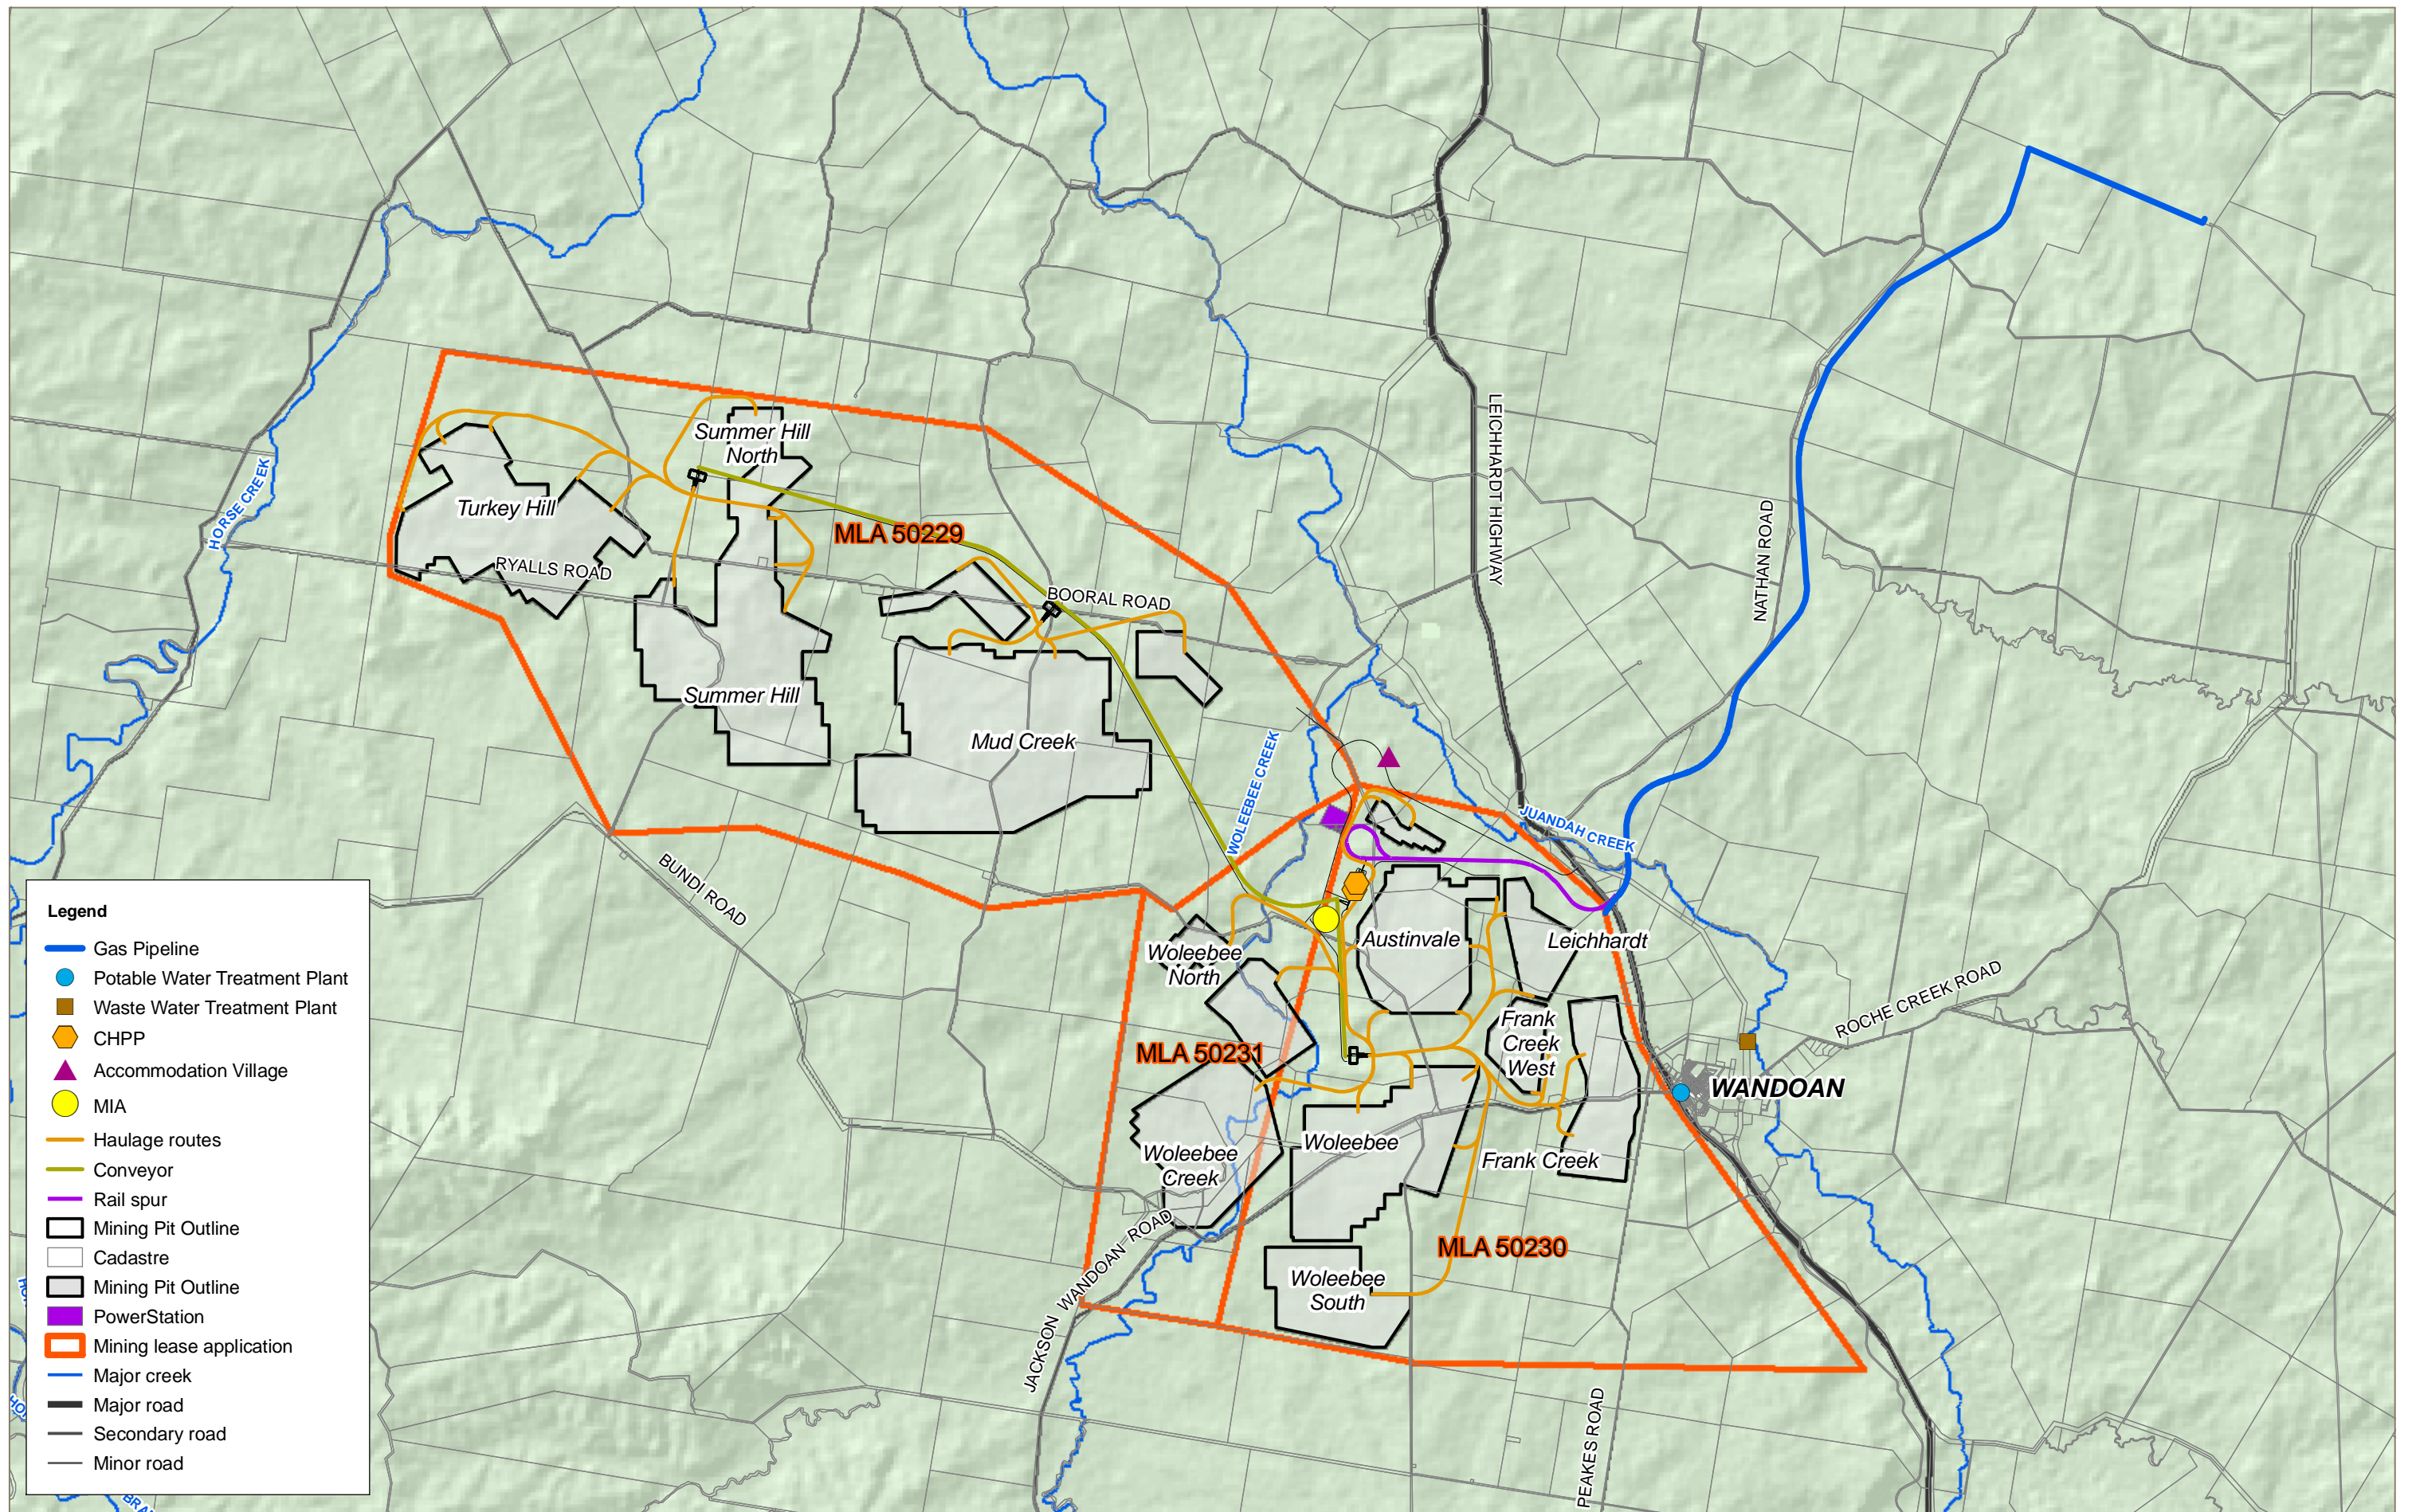 LEICHHARDT HIGHWAY
NATHAN ROAD
HORSE CREEK
Summer Hill
North
Turkey Hill
MLA 50229
RYALLS ROAD
BOORAL ROAD
Summer Hill
Mud Creek
WOLEEBEE CREEK
JUANDAH CREEK
BUNDI ROAD
Austinvale
Leichhardt
Woleebee
North
ROCHE CREEK ROAD
Frank
Creek
West
MLA 50231
WANDOAN
Woleebee
Woleebee
Creek
Frank Creek
JACKSON WANDOAN ROAD
MLA 50230
Woleebee
South
PEAKES ROAD
Legend
Gas Pipeline
Potable Water Treatment Plant
Waste Water Treatment Plant
CHPP
Accommodation Village
MIA
Haulage routes
Conveyor
Rail spur
Mining Pit Outline
Cadastre
Mining Pit Outline
PowerStation
Mining lease application
Major creek
Major road
Secondary road
Minor road